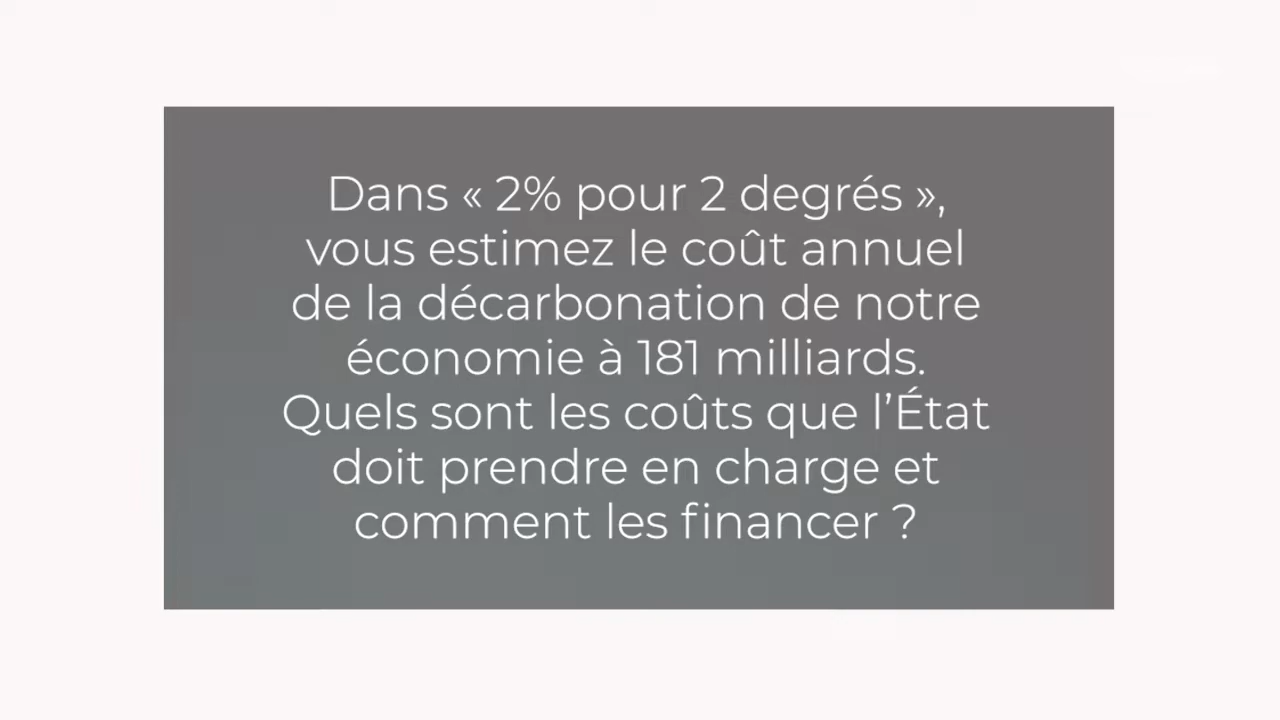 Dans « 2% pour 2 degrés »,
vous estimez le coût annuel
de la décarbonation de notre
économie à 181 milliards.
Quels sont les coûts que l’État
doit prendre en charge et
comment les financer ?